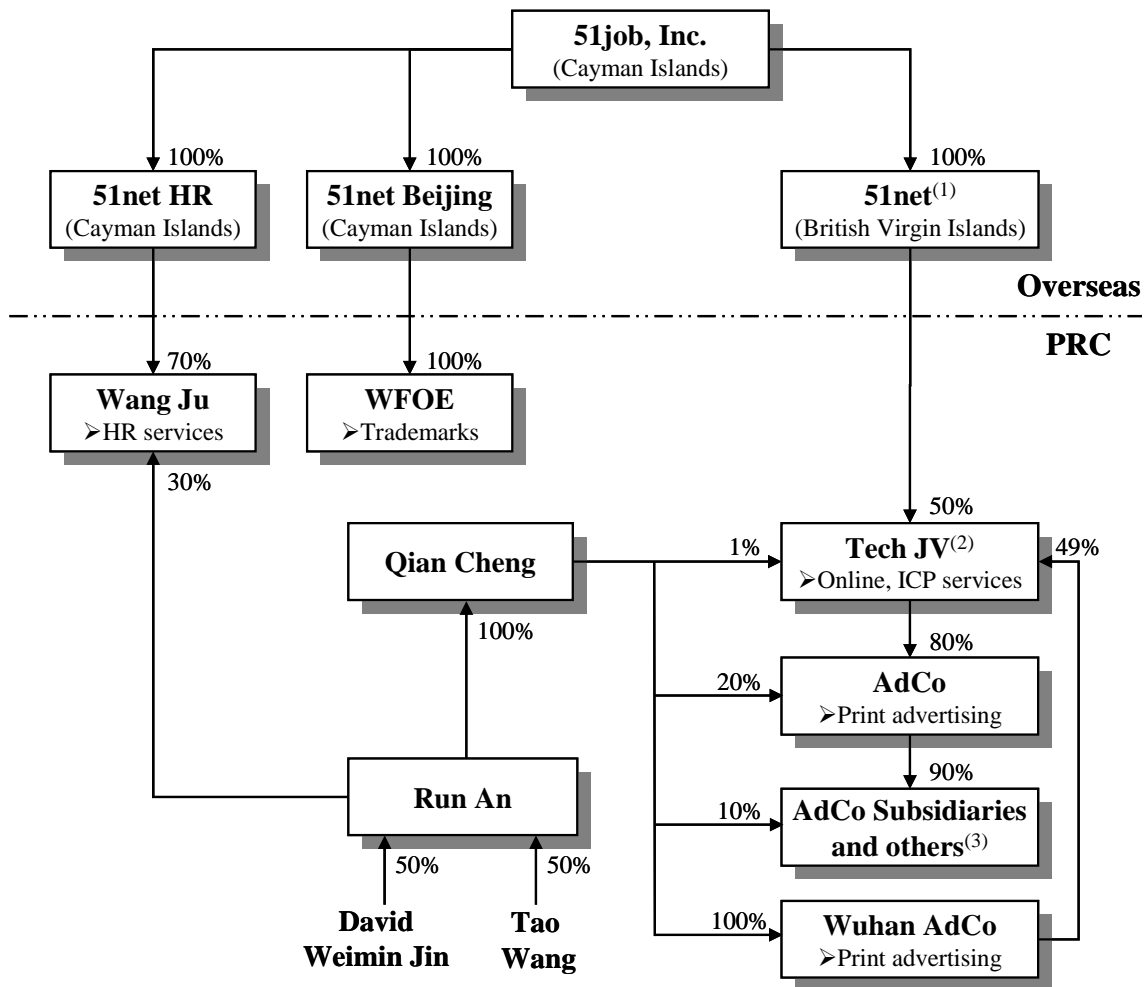 51job, Inc.
(Cayman Islands)
100%
100%
100%
51net HR
(Cayman Islands)
51net Beijing
(Cayman Islands)
51net(1)
(British Virgin Islands)
Overseas
PRC
70%
100%
Wang Ju
➢HR services
WFOE
➢Trademarks
30%
50%
Qian Cheng
1%
Tech JV(2)
➢Online, ICP services
49%
100%
80%
20%
AdCo
➢Print advertising
90%
Run An
10%
AdCo Subsidiaries
and others(3)
50%
50%
David
Weimin Jin
Tao
Wang
100%
Wuhan AdCo
➢Print advertising